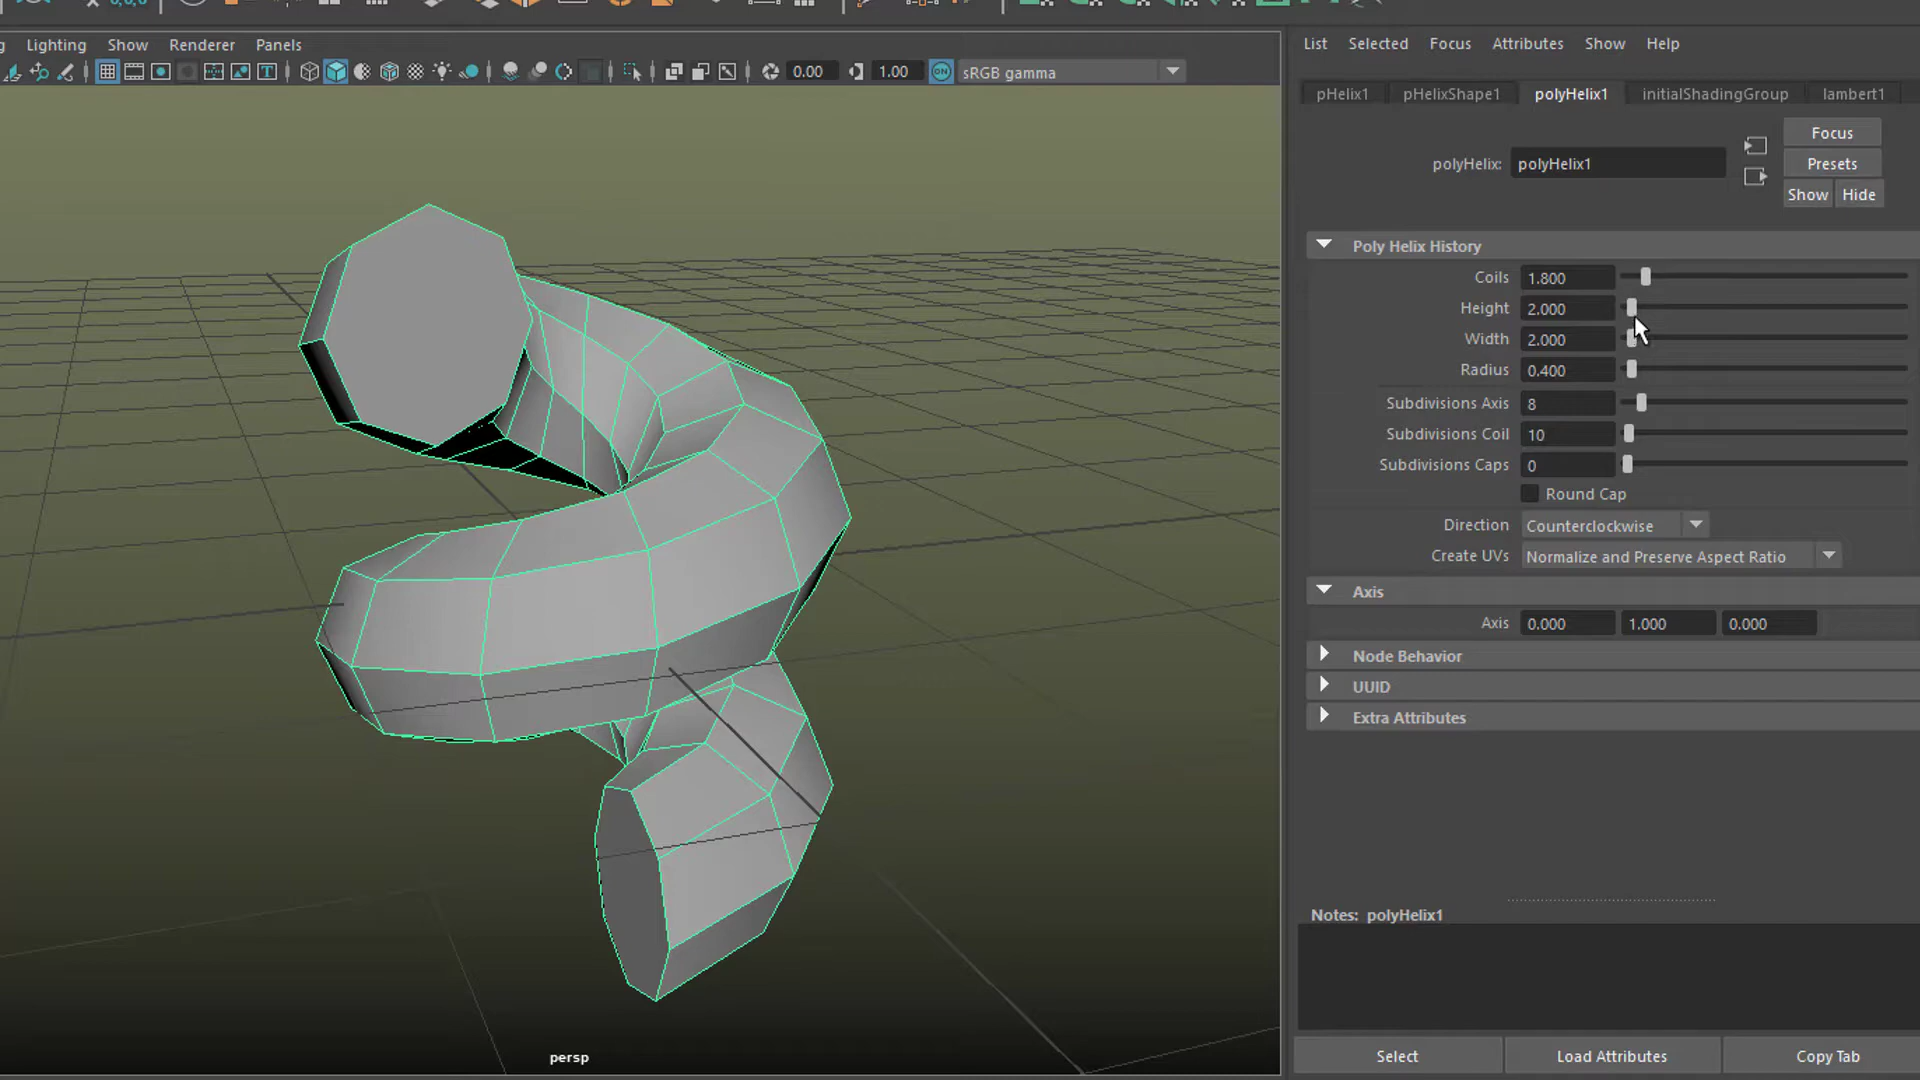 0,0,0
Lighting Show Renderer Panels
List Selected Focus Attributes Show Help
0.00 1.00 ON sRGB gamma
pHelix1 pHelixShape1 polyHelix1 initialShadingGroup lambert1
Focus
polyHelix: polyHelix1 Presets
Show Hide
Poly Helix History
Coils 1.800
Height 2.000
Width 2.000
Radius 0.400
Subdivisions Axis 8
Subdivisions Coil 10
Subdivisions Caps 0
Round Cap
Direction Counterclockwise
Create UVs Normalize and Preserve Aspect Ratio
Axis
Axis 0.000 1.000 0.000
Node Behavior
UUID
Extra Attributes
Notes: polyHelix1
persp
Select Load Attributes Copy Tab